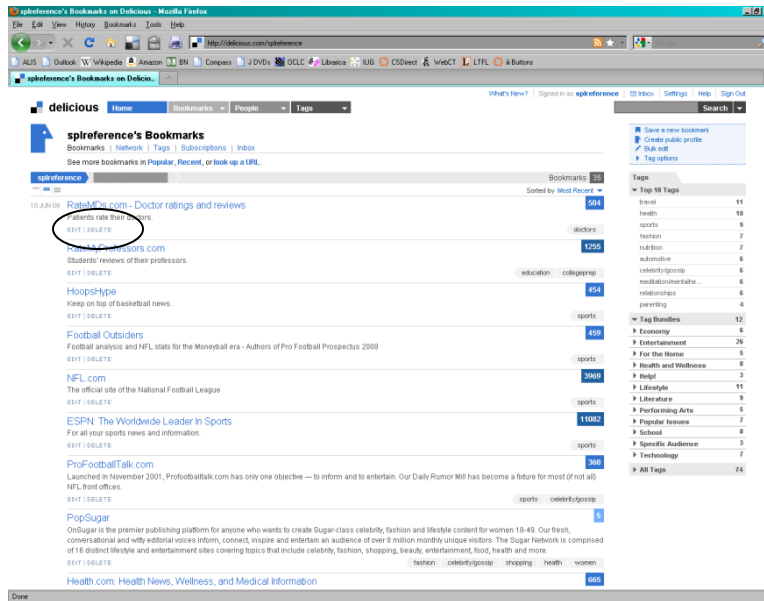 splreference's Bookmarks on Delicious - Mozilla Firefox
File Edit View History Bookmarks Tools Help
http://delicious.com/splreference
ALIS Outlook Wikipedia Amazon BN Compass J DVDs OCLC Librarica IUG CSDirect WebCT LTFL ii Buttons
splreference's Bookmarks on Delicio...
What's New? Signed in as splreference Inbox Settings Help Sign Out
delicious Home Bookmarks People Tags Search
splreference's Bookmarks
Bookmarks | Network | Tags | Subscriptions | Inbox
See more bookmarks in Popular, Recent, or look up a URL.
Save a new bookmark
Create public profile
Bulk edit
Tag options
splreference Bookmarks 35
Sorted by Most Recent
10 JUN 09 RateMDs.com - Doctor ratings and reviews 504
Patients rate their doctors.
EDIT | DELETE doctors
RateMyProfessors.com 1255
Students' reviews of their professors.
EDIT | DELETE education collegeprep
HoopsHype 454
Keep on top of basketball news.
EDIT | DELETE sports
Football Outsiders 459
Football analysis and NFL stats for the Moneyball era - Authors of Pro Football Prospectus 2008
EDIT | DELETE sports
NFL.com 3969
The official site of the National Football League
EDIT | DELETE sports
ESPN: The Worldwide Leader In Sports 11082
For all your sports news and information.
EDIT | DELETE sports
ProFootballTalk.com 360
Launched in November 2001, Profootballtalk.com has only one objective — to inform and to entertain. Our Daily Rumor Mill has become a fixture for most (if not all)
NFL front offices.
EDIT | DELETE sports celebrity/gossip
PopSugar 5
OnSugar is the premier publishing platform for anyone who wants to create Sugar-class celebrity, fashion and lifestyle content for women 18-49. Our fresh,
conversational and witty editorial voices inform, connect, inspire and entertain an audience of over 8 million monthly unique visitors. The Sugar Network is comprised
of 16 distinct lifestyle and entertainment sites covering topics that include celebrity, fashion, shopping, beauty, entertainment, food, health and more.
EDIT | DELETE fashion celebrity/gossip shopping health women
Health.com: Health News, Wellness, and Medical Information 665
Tags
Top 10 Tags
travel 11
health 10
sports 9
fashion 7
nutrition 7
automotive 6
celebrity/gossip 6
meditation/mentalhe... 6
relationships 6
parenting 4
Tag Bundles 12
Economy 6
Entertainment 26
For the Home 5
Health and Wellness 8
Help! 3
Lifestyle 11
Literature 9
Performing Arts 5
Popular Issues 7
School 8
Specific Audience 3
Technology 7
All Tags 74
Done